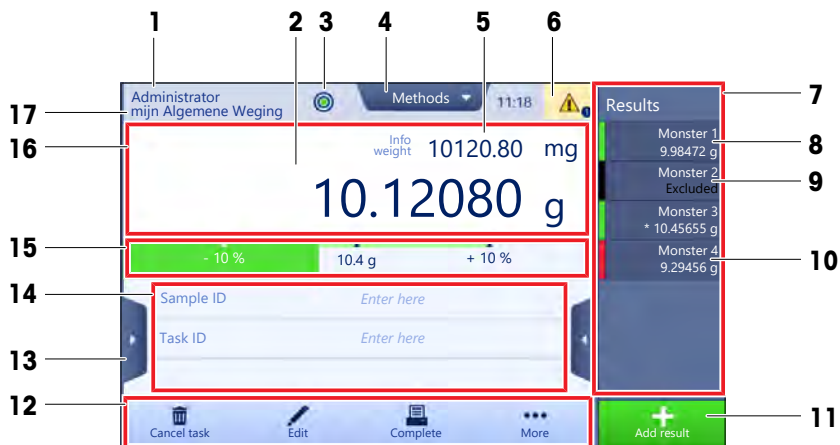 1 2 3 4 5 6
Administrator
mijn Algemene Weging
Methods
11:18
Results
7
17
16
Info
weight 10120.80 mg
10.12080 g
Monster 1
9.98472 g
8
Monster 2
Excluded
9
Monster 3
* 10.45655 g
Monster 4
9.29456 g
10
15
- 10 % 10.4 g + 10 %
14
Sample ID Enter here
Task ID Enter here
13
12
Cancel task Edit Complete More
Add result
11